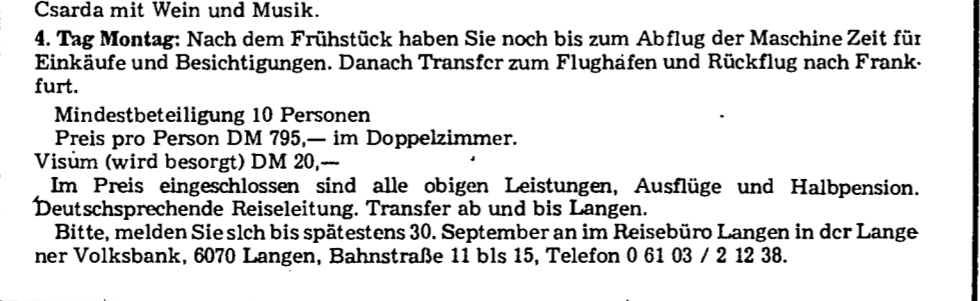 Csarda mit Wein und Musik.
4. Tag Montag: Nach dem Frühstück haben Sie noch bis zum Abflug der Maschine Zeit für
Einkäufe und Besichtigungen. Danach Transfer zum Flughafen und Rückflug nach Frank-
furt.
Mindestbeteiligung 10 Personen
Preis pro Person DM 795,— im Doppelzimmer.
Visum (wird besorgt) DM 20,—
Im Preis eingeschlossen sind alle obigen Leistungen, Ausflüge und Halbpension.
Deutschsprechende Reiseleitung. Transfer ab und bis Langen.
Bitte, melden Sie sich bis spätestens 30. September an im Reisebüro Langen in der Lange
ner Volksbank, 6070 Langen, Bahnstraße 11 bis 15, Telefon 0 61 03 / 2 12 38.